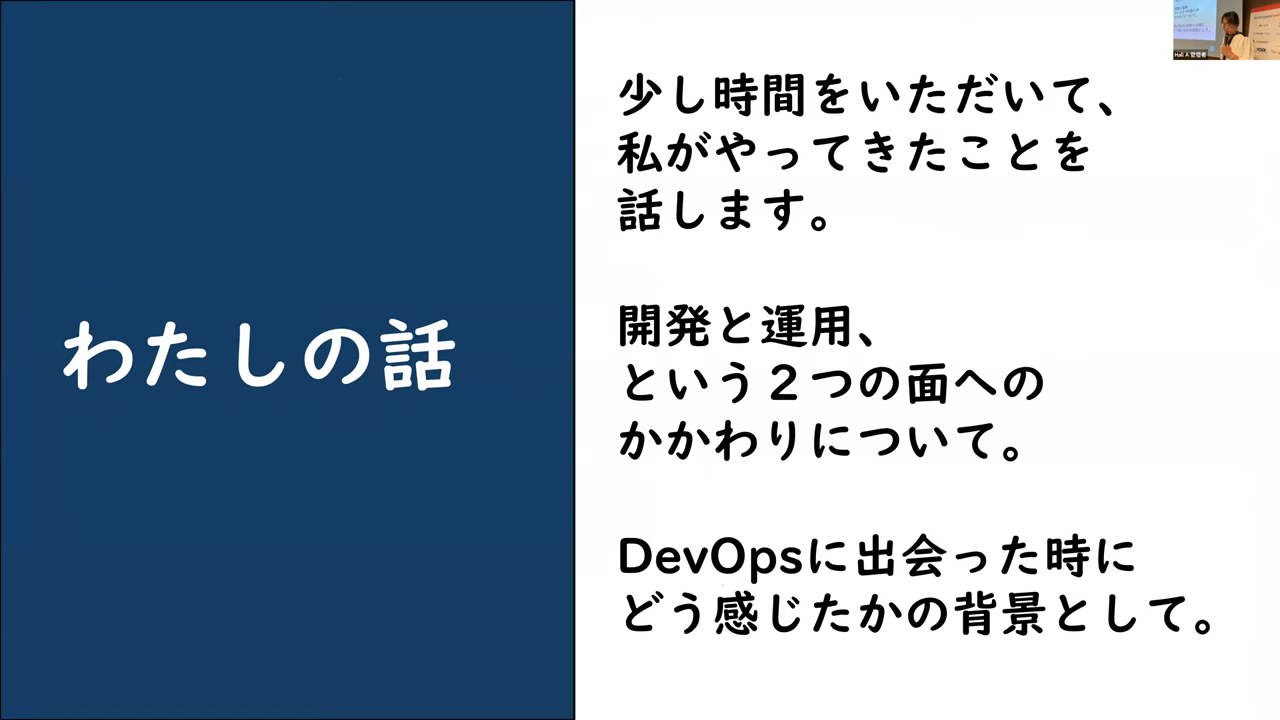 わたしの話
少し時間をいただいて、
私がやってきたことを
話します。
開発と運用、
という２つの面への
かかわりについて。
DevOpsに出会った時に
どう感じたかの背景として。
Hall A 登壇者